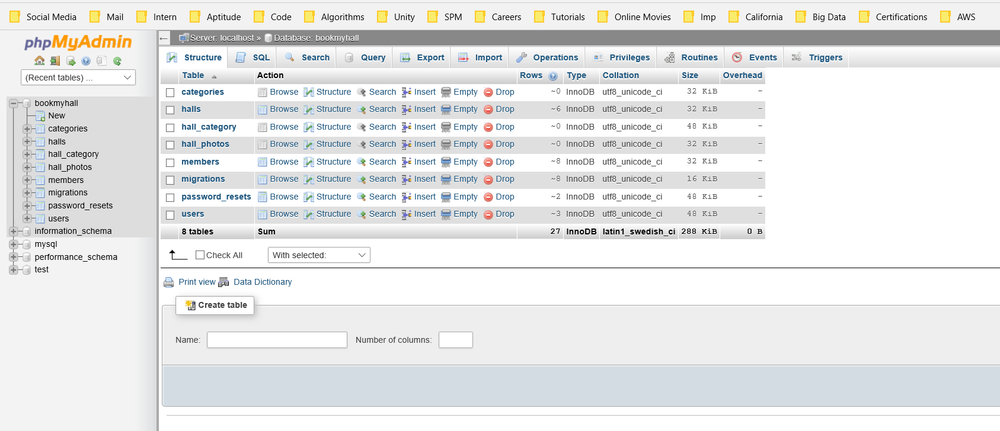 Social Media Mail Intern Aptitude Code Algorithms Unity SPM Careers Tutorials Online Movies Imp California Big Data Certifications AWS
phpMyAdmin
(Recent tables) ...
bookmyhall
New
categories
halls
hall_category
hall_photos
members
migrations
password_resets
users
information_schema
mysql
performance_schema
test
Server: localhost » Database: bookmyhall
Structure SQL Search Query Export Import Operations Privileges Routines Events Triggers
Table Action Rows Type Collation Size Overhead
categories Browse Structure Search Insert Empty Drop ~0 InnoDB utf8_unicode_ci 32 KiB -
halls Browse Structure Search Insert Empty Drop ~6 InnoDB utf8_unicode_ci 32 KiB -
hall_category Browse Structure Search Insert Empty Drop ~0 InnoDB utf8_unicode_ci 48 KiB -
hall_photos Browse Structure Search Insert Empty Drop ~0 InnoDB utf8_unicode_ci 32 KiB -
members Browse Structure Search Insert Empty Drop ~8 InnoDB utf8_unicode_ci 32 KiB -
migrations Browse Structure Search Insert Empty Drop ~8 InnoDB utf8_unicode_ci 16 KiB -
password_resets Browse Structure Search Insert Empty Drop ~2 InnoDB utf8_unicode_ci 48 KiB -
users Browse Structure Search Insert Empty Drop ~3 InnoDB utf8_unicode_ci 48 KiB -
8 tables Sum 27 InnoDB latin1_swedish_ci 288 KiB 0 B
Check All With selected:
Print view Data Dictionary
Create table
Name: Number of columns: